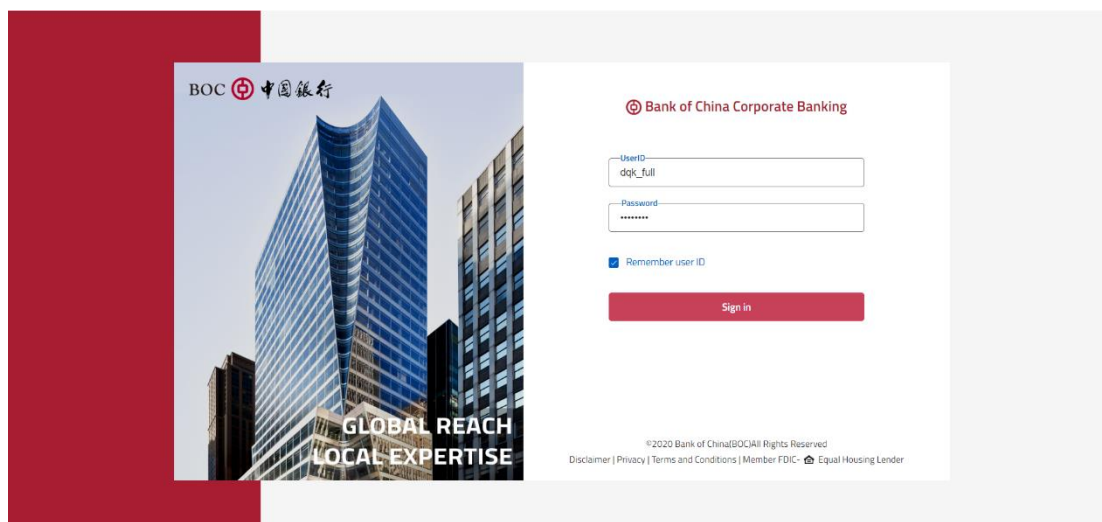 BOC 中国銀行
GLOBAL REACH
LOCAL EXPERTISE
Bank of China Corporate Banking
UserID
dqk_full
Password
••••••••
Remember user ID
Sign in
©2020 Bank of China(BOC)All Rights Reserved
Disclaimer | Privacy | Terms and Conditions | Member FDIC- Equal Housing Lender